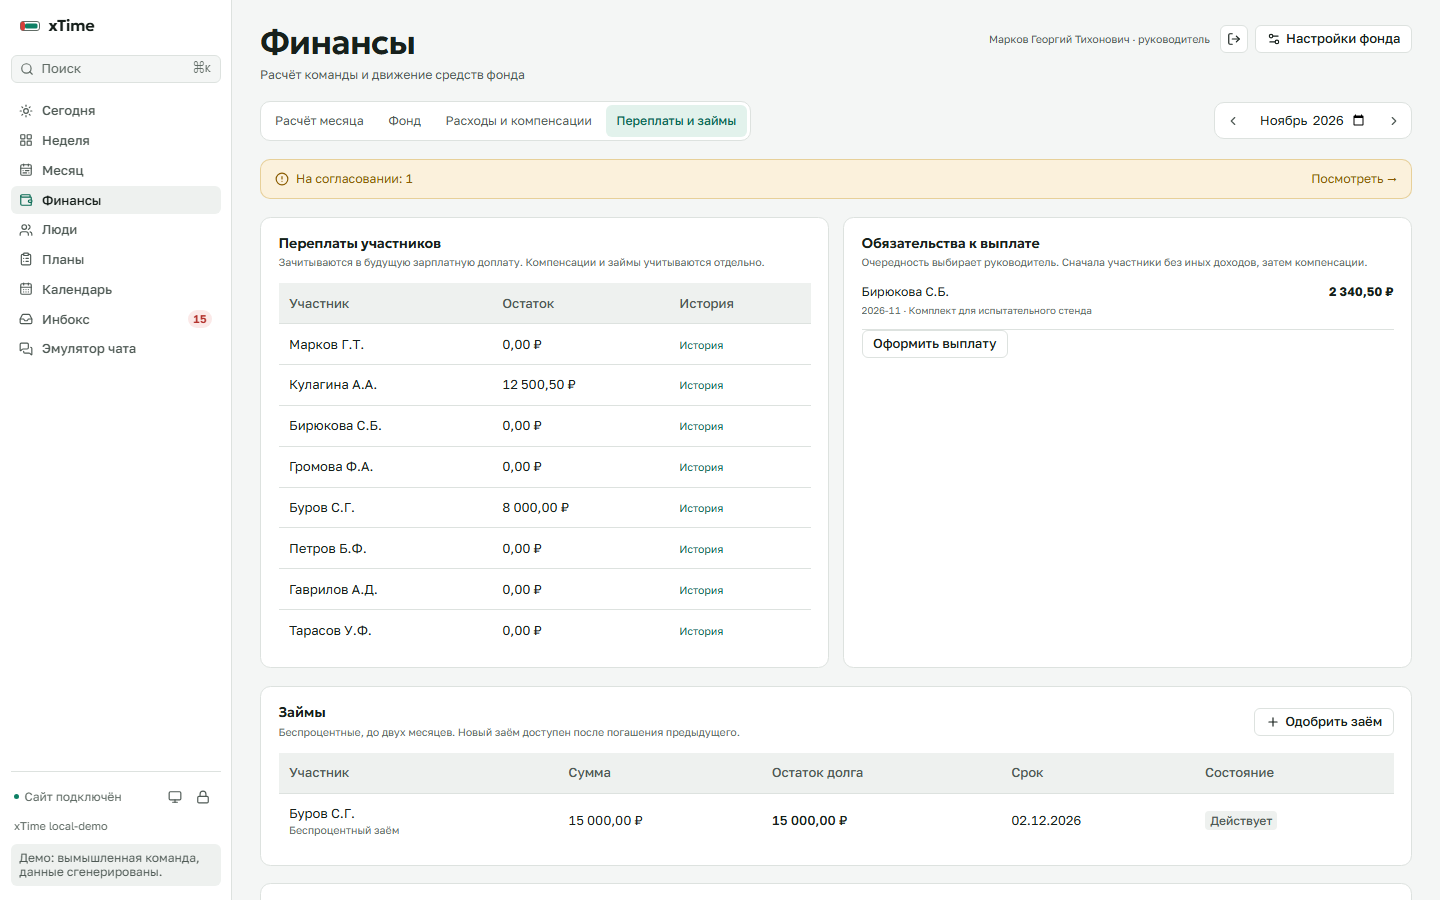 xTime
Поиск
⌘K
Сегодня
Неделя
Месяц
Финансы
Люди
Планы
Календарь
Инбокс 15
Эмулятор чата
Сайт подключён
xTime local-demo
Демо: вымышленная команда,
данные сгенерированы.
Финансы
Расчёт команды и движение средств фонда
Марков Георгий Тихонович · руководитель
Настройки фонда
Расчёт месяца Фонд Расходы и компенсации Переплаты и займы
Ноябрь 2026
На согласовании: 1
Посмотреть →
Переплаты участников
Зачитываются в будущую зарплатную доплату. Компенсации и займы учитываются отдельно.
Участник Остаток История
Марков Г.Т. 0,00 ₽ История
Кулагина А.А. 12 500,50 ₽ История
Бирюкова С.Б. 0,00 ₽ История
Громова Ф.А. 0,00 ₽ История
Буров С.Г. 8 000,00 ₽ История
Петров Б.Ф. 0,00 ₽ История
Гаврилов А.Д. 0,00 ₽ История
Тарасов У.Ф. 0,00 ₽ История
Обязательства к выплате
Очередность выбирает руководитель. Сначала участники без иных доходов, затем компенсации.
Бирюкова С.Б. 2 340,50 ₽
2026-11 · Комплект для испытательного стенда
Оформить выплату
Займы
Беспроцентные, до двух месяцев. Новый заём доступен после погашения предыдущего.
Одобрить заём
Участник Сумма Остаток долга Срок Состояние
Буров С.Г. 15 000,00 ₽ 15 000,00 ₽ 02.12.2026 Действует
Беспроцентный заём